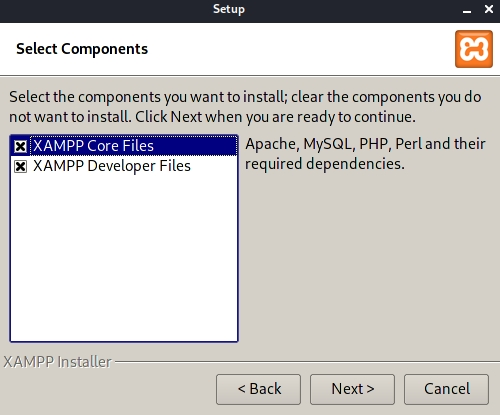 Setup
Select Components
Select the components you want to install; clear the components you do
not want to install. Click Next when you are ready to continue.
XAMPP Core Files
XAMPP Developer Files
Apache, MySQL, PHP, Perl and their
required dependencies.
XAMPP Installer
< Back
Next >
Cancel